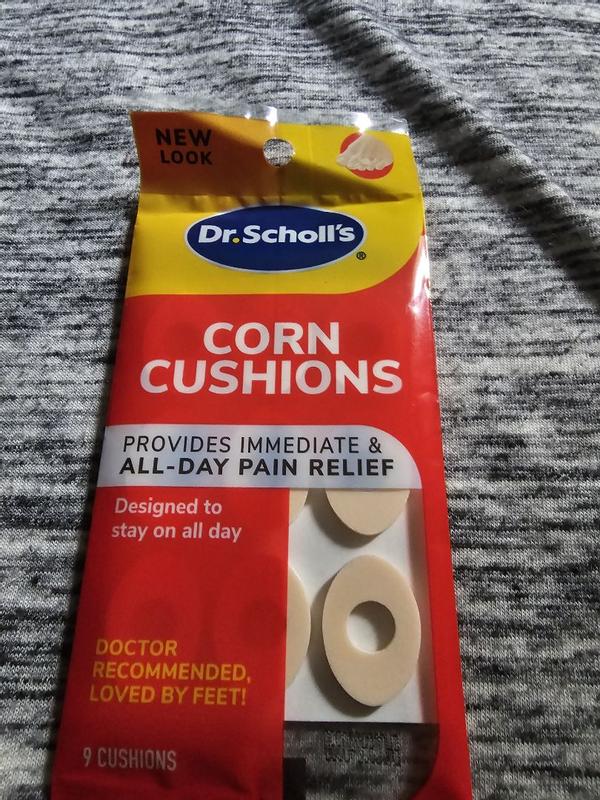 NEW
LOOK
Dr.Scholl's®
CORN
CUSHIONS
PROVIDES IMMEDIATE &
ALL-DAY PAIN RELIEF
Designed to
stay on all day
DOCTOR
RECOMMENDED,
LOVED BY FEET!
9 CUSHIONS